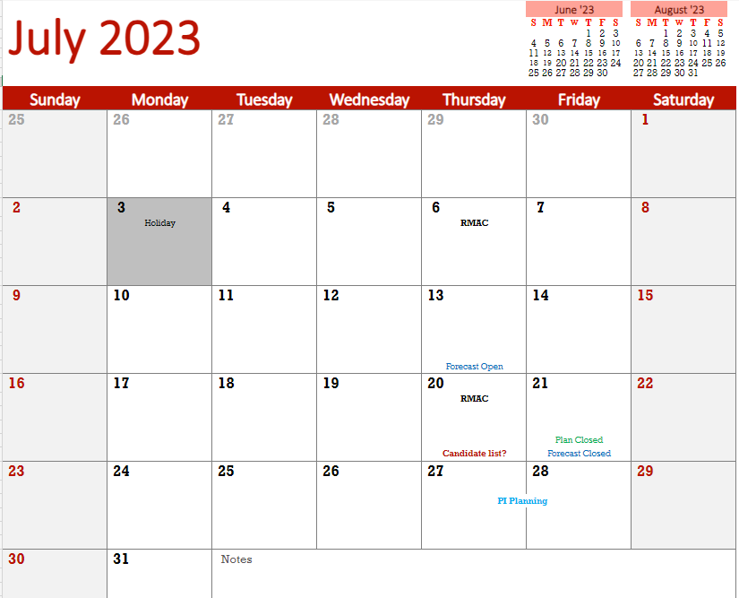 July 2023
June '23
S M T W T F S
1 2 3
4 5 6 7 8 9 10
11 12 13 14 15 16 17
18 19 20 21 22 23 24
25 26 27 28 29 30
August '23
S M T W T F S
1 2 3 4 5
6 7 8 9 10 11 12
13 14 15 16 17 18 19
20 21 22 23 24 25 26
27 28 29 30 31
Sunday Monday Tuesday Wednesday Thursday Friday Saturday
25 26 27 28 29 30 1
2 3 4 5 6 7 8
Holiday RMAC
9 10 11 12 13 14 15
Forecast Open
16 17 18 19 20 21 22
RMAC
Plan Closed
Candidate list? Forecast Closed
23 24 25 26 27 28 29
PI Planning
30 31 Notes